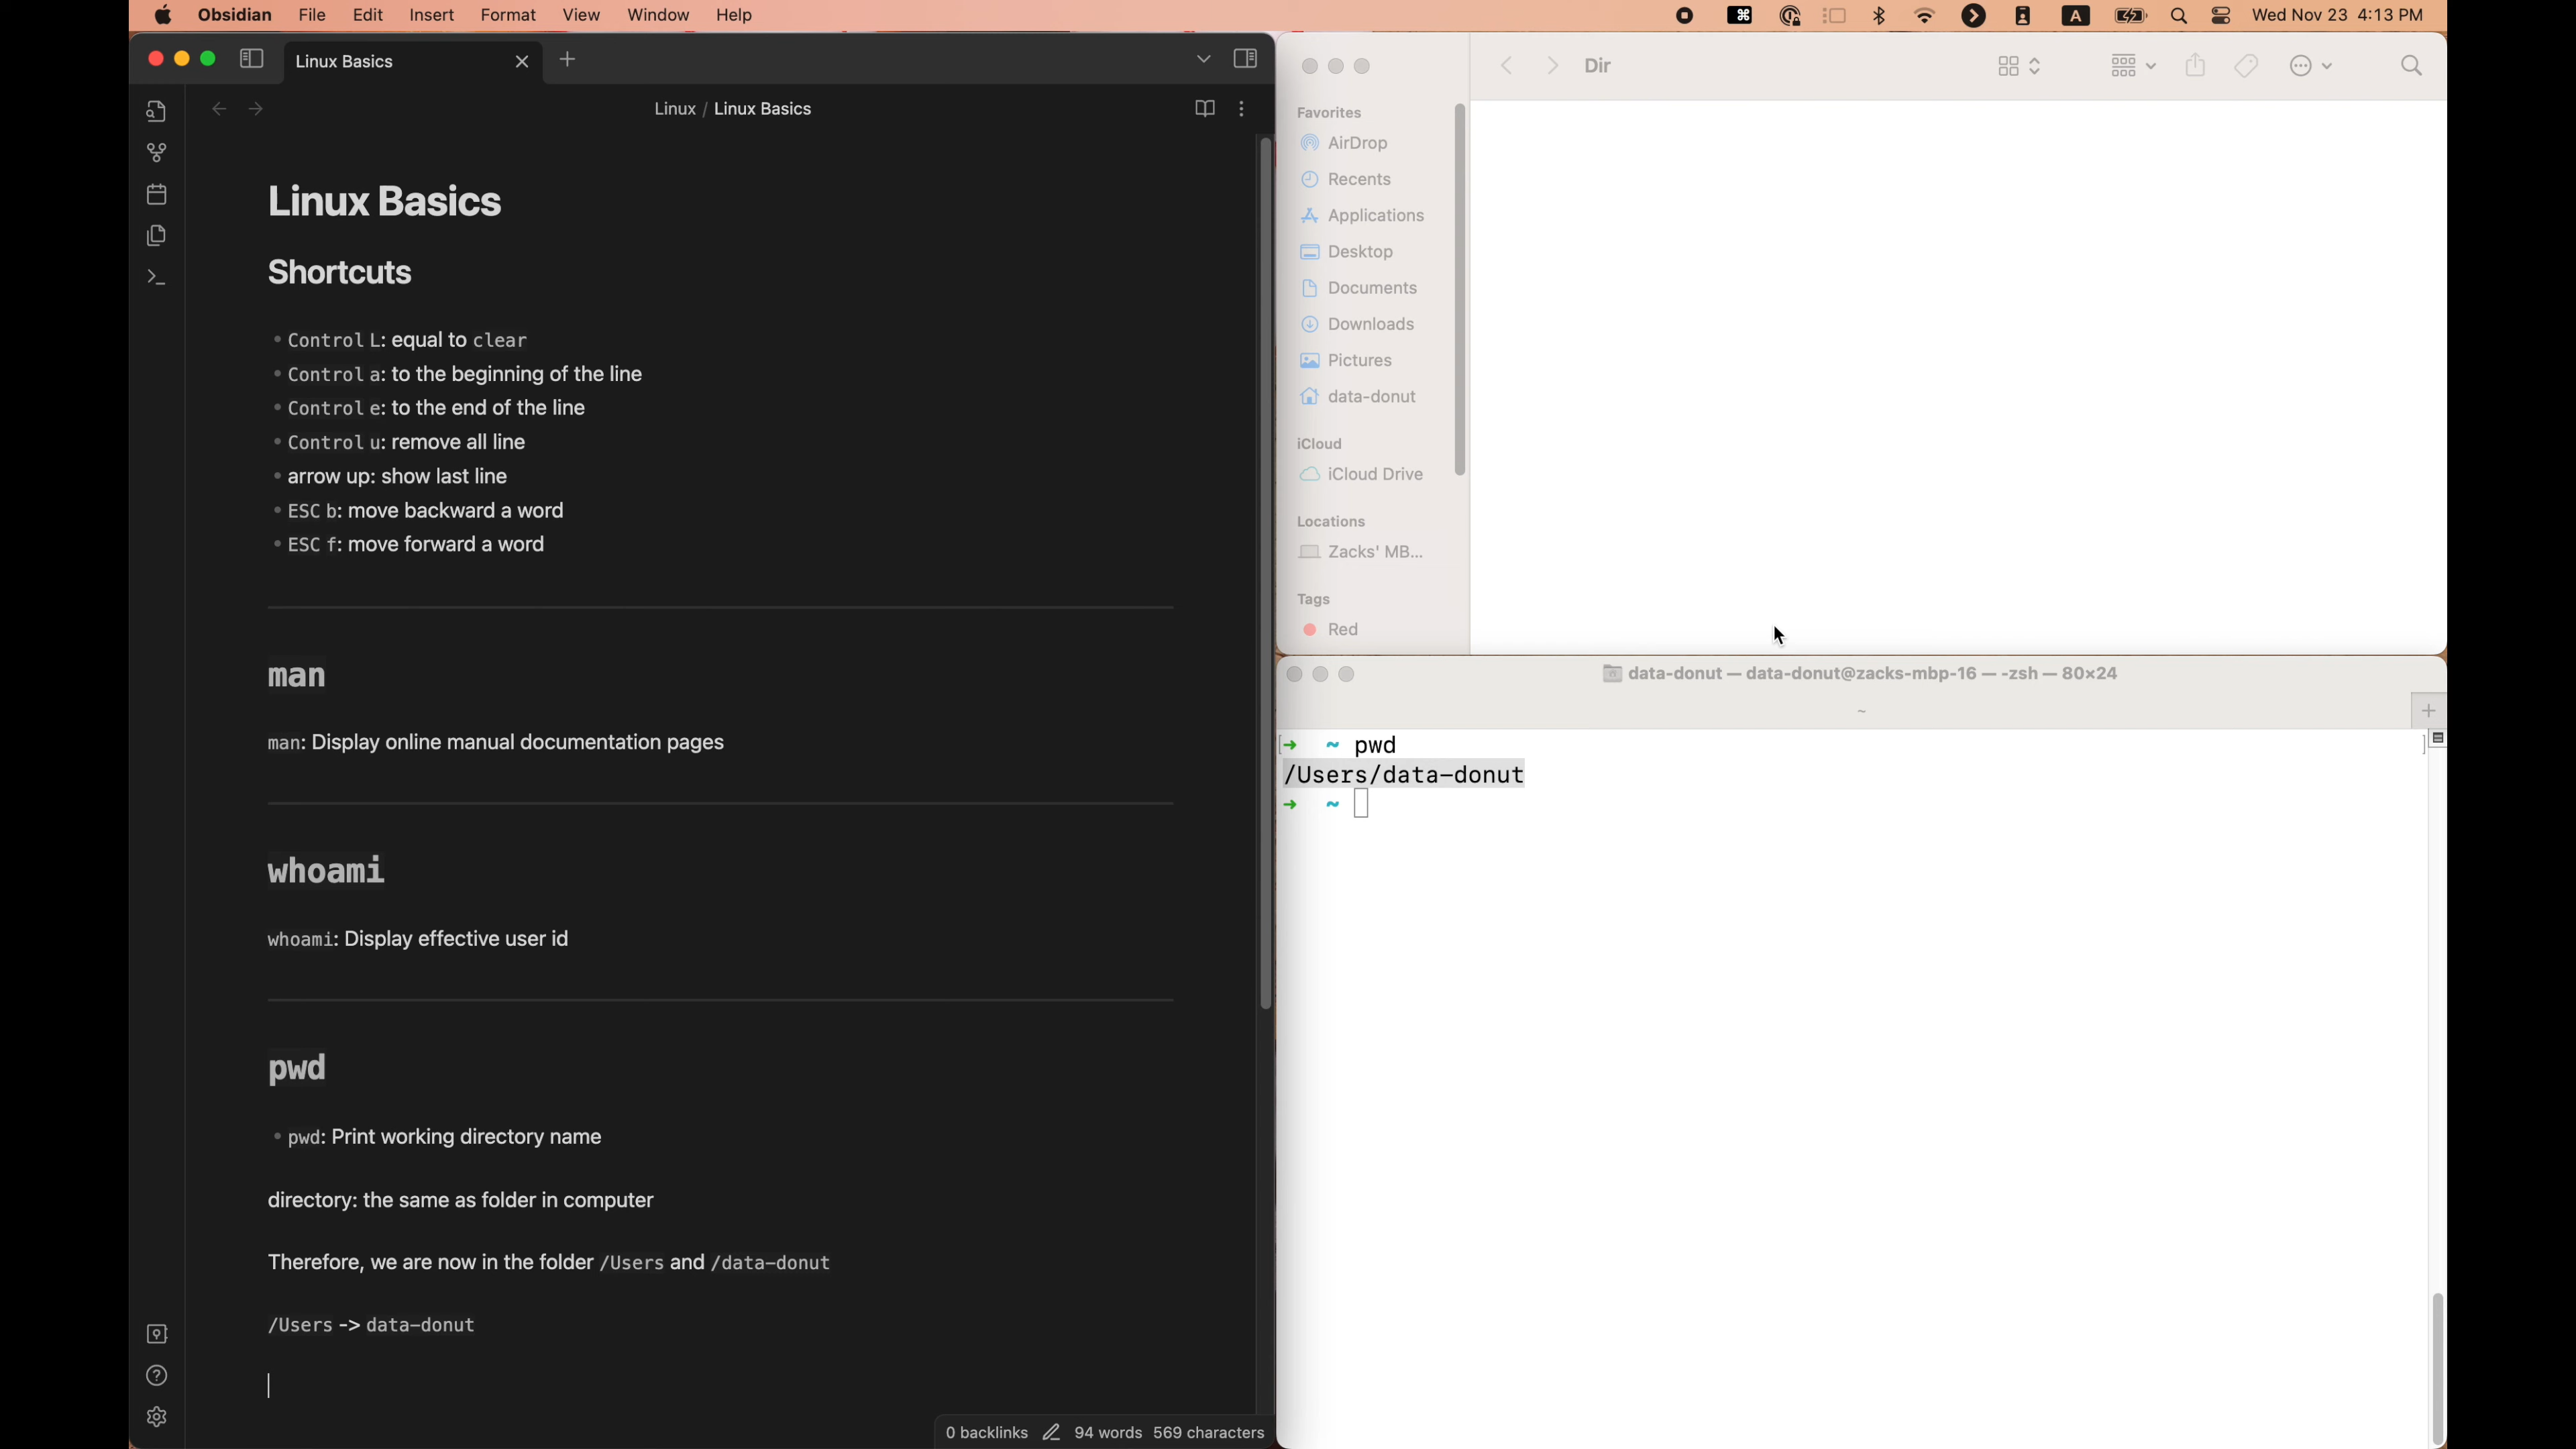 Obsidian File Edit Insert Format View Window Help
Wed Nov 23 4:13 PM
Linux Basics
Linux / Linux Basics
Linux Basics
Shortcuts
Control L: equal to clear
Control a: to the beginning of the line
Control e: to the end of the line
Control u: remove all line
arrow up: show last line
ESC b: move backward a word
ESC f: move forward a word
man
man: Display online manual documentation pages
whoami
whoami: Display effective user id
pwd
pwd: Print working directory name
directory: the same as folder in computer
Therefore, we are now in the folder /Users and /data-donut
/Users -> data-donut
0 backlinks 94 words 569 characters
Dir
Favorites
AirDrop
Recents
Applications
Desktop
Documents
Downloads
Pictures
data-donut
iCloud
iCloud Drive
Locations
Zacks' MB...
Tags
Red
data-donut — data-donut@zacks-mbp-16 — -zsh — 80×24
~
[➜ ~ pwd ]
/Users/data-donut
➜ ~